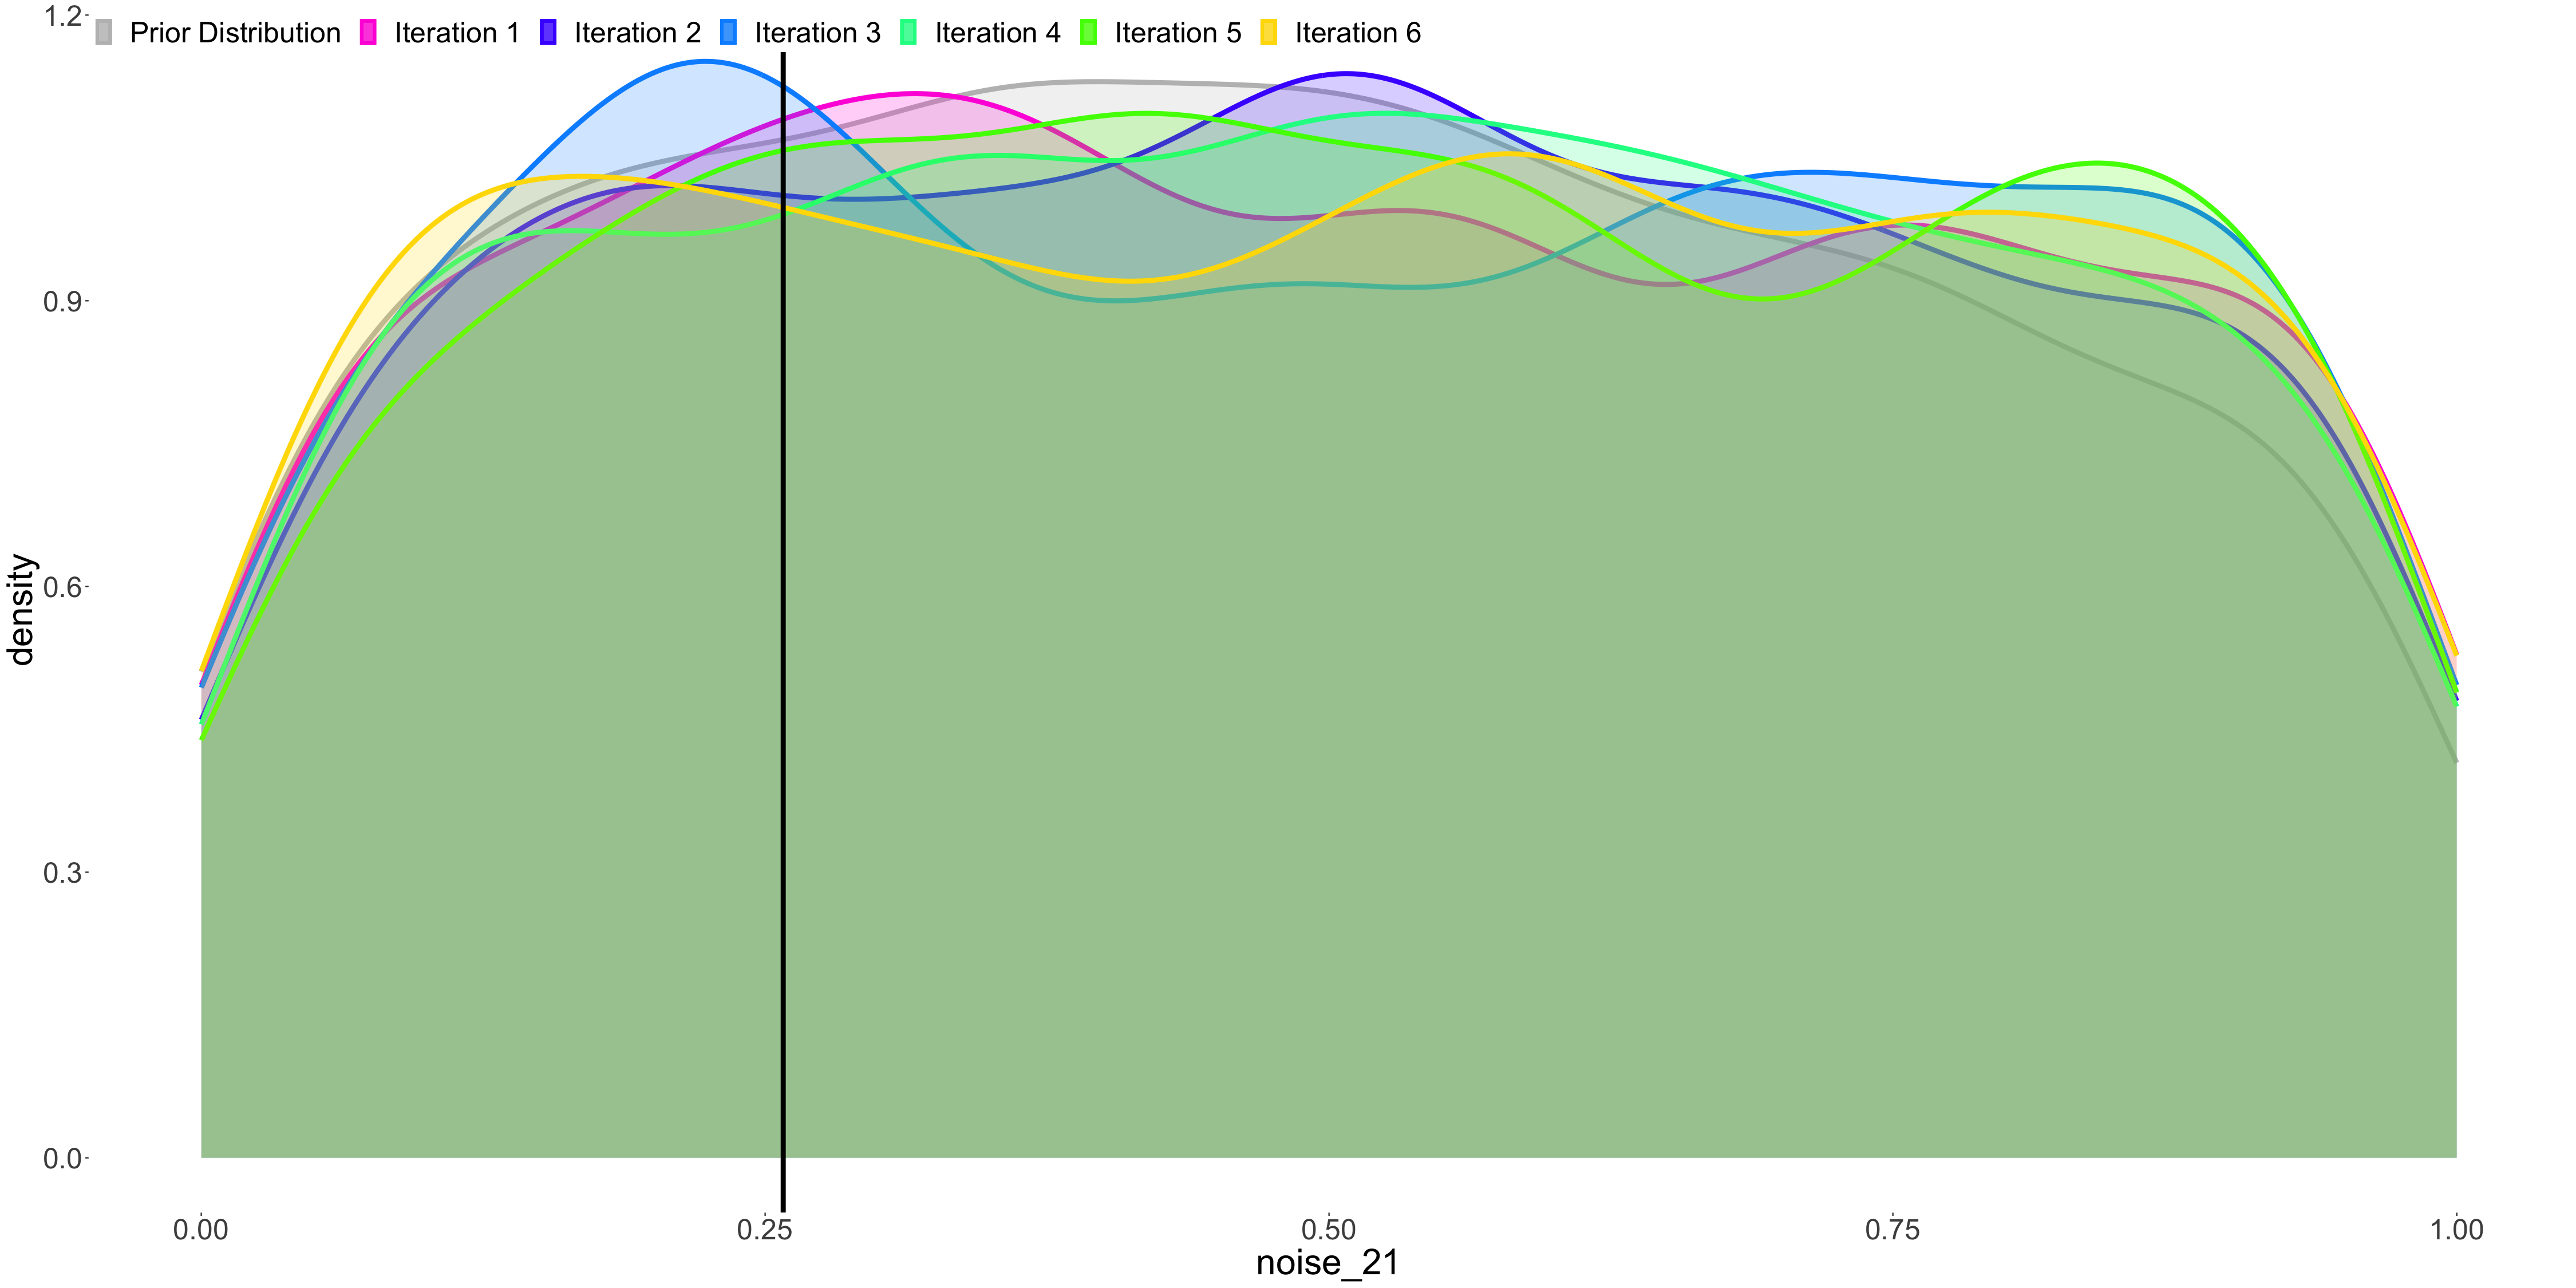 1.2
Prior Distribution Iteration 1 Iteration 2 Iteration 3 Iteration 4 Iteration 5 Iteration 6
0.9
0.6
density
0.3
0.0
0.00 0.25 0.50 0.75 1.00
noise_21